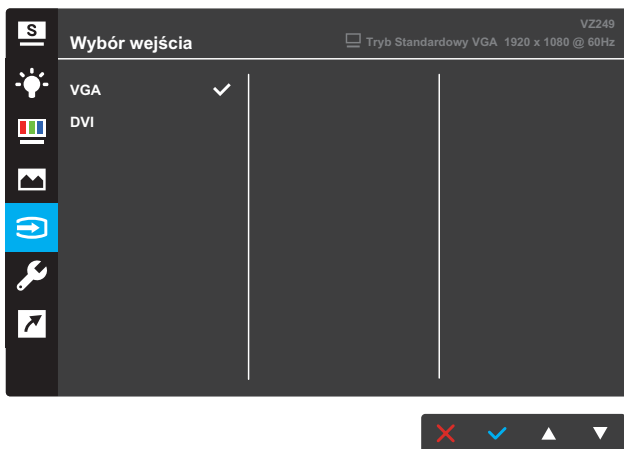 S
VZ249
Wybór wejścia
Tryb Standardowy VGA 1920 x 1080 @ 60Hz
VGA
DVI